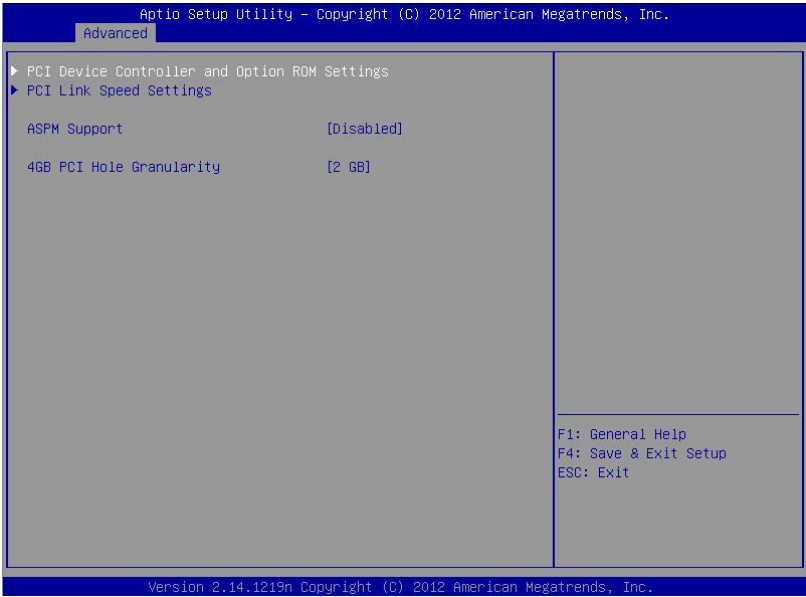 Aptio Setup Utility – Copyright (C) 2012 American Megatrends, Inc.
Advanced
PCI Device Controller and Option ROM Settings
PCI Link Speed Settings
ASPM Support [Disabled]
4GB PCI Hole Granularity [2 GB]
F1: General Help
F4: Save & Exit Setup
ESC: Exit
Version 2.14.1219n Copyright (C) 2012 American Megatrends, Inc.